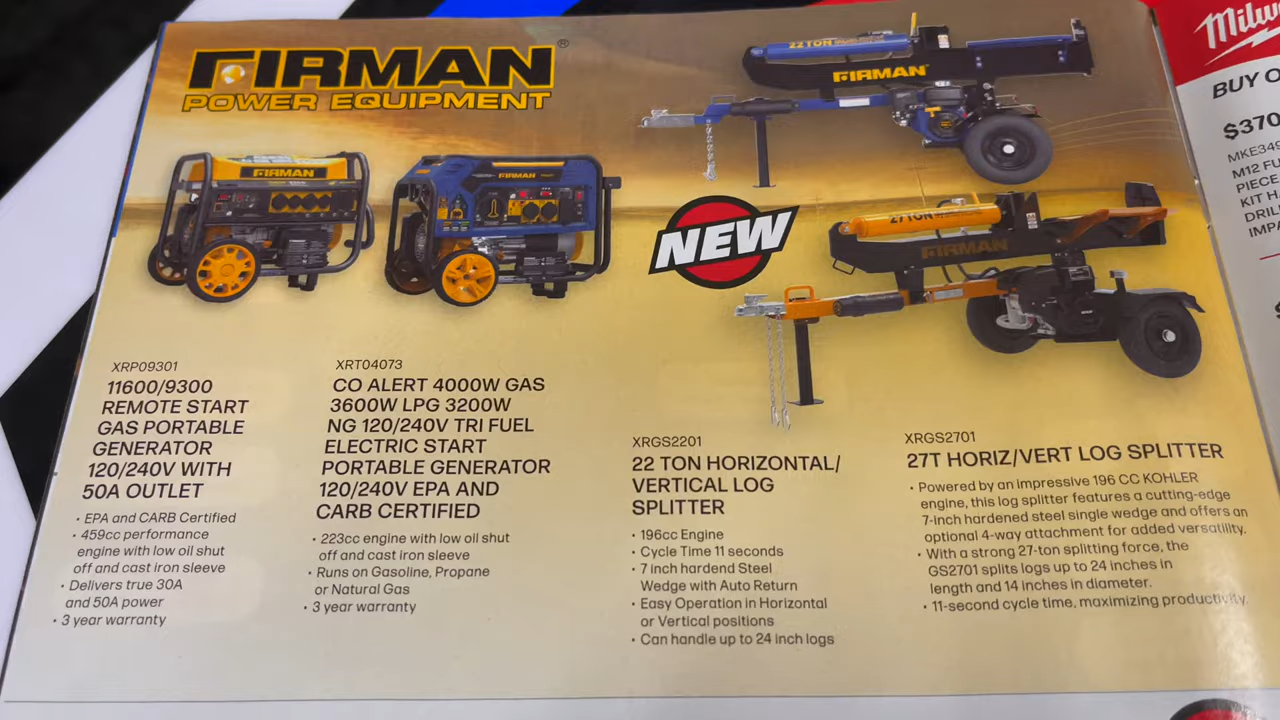 FIRMAN®
POWER EQUIPMENT
22 TON
FIRMAN
FIRMAN
FIRMAN
NEW
27 TON
FIRMAN
XRP09301
11600/9300
REMOTE START
GAS PORTABLE
GENERATOR
120/240V WITH
50A OUTLET
• EPA and CARB Certified
• 459cc performance
engine with low oil shut
off and cast iron sleeve
• Delivers true 30A
and 50A power
• 3 year warranty
XRT04073
CO ALERT 4000W GAS
3600W LPG 3200W
NG 120/240V TRI FUEL
ELECTRIC START
PORTABLE GENERATOR
120/240V EPA AND
CARB CERTIFIED
• 223cc engine with low oil shut
off and cast iron sleeve
• Runs on Gasoline, Propane
or Natural Gas
• 3 year warranty
XRGS2201
22 TON HORIZONTAL/
VERTICAL LOG
SPLITTER
• 196cc Engine
• Cycle Time 11 seconds
• 7 inch hardend Steel
Wedge with Auto Return
• Easy Operation in Horizontal
or Vertical positions
• Can handle up to 24 inch logs
XRGS2701
27T HORIZ/VERT LOG SPLITTER
• Powered by an impressive 196 CC KOHLER
engine, this log splitter features a cutting-edge
7-inch hardened steel single wedge and offers an
optional 4-way attachment for added versatility.
• With a strong 27-ton splitting force, the
GS2701 splits logs up to 24 inches in
length and 14 inches in diameter.
• 11-second cycle time, maximizing productivity.
Milw
BUY O
$370
MKE349
M12 FU
PIECE
KIT H
DRIL
IMPA